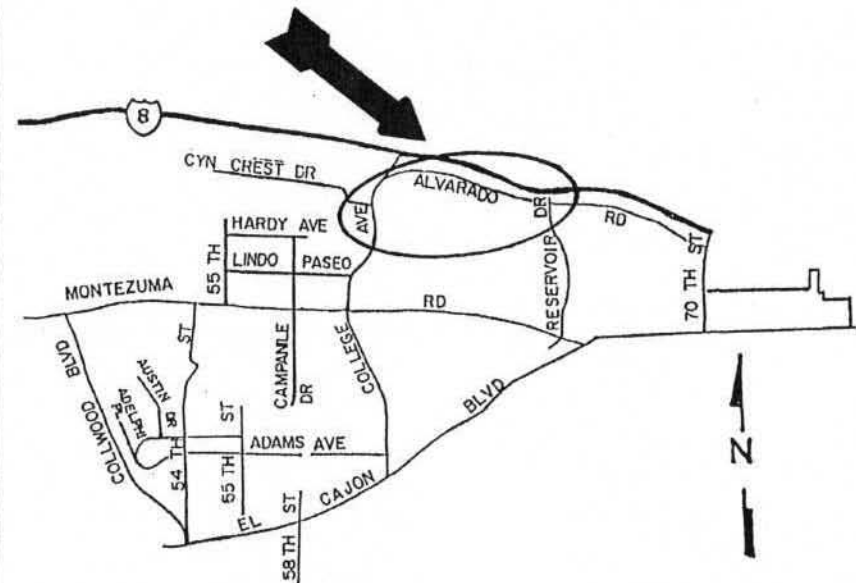 8
CYN CREST DR
ALVARADO
RD
AVE
DR
HARDY AVE
LINDO PASEO
55 TH
MONTEZUMA RD
RESERVOIR
70 TH ST
COLLWOOD BLVD
AUSTIN DR
ADELPHI PL
54 TH ST
CAMPANILE DR
COLLEGE
55 TH ST
ADAMS AVE
58 TH ST
EL CAJON BLVD
N